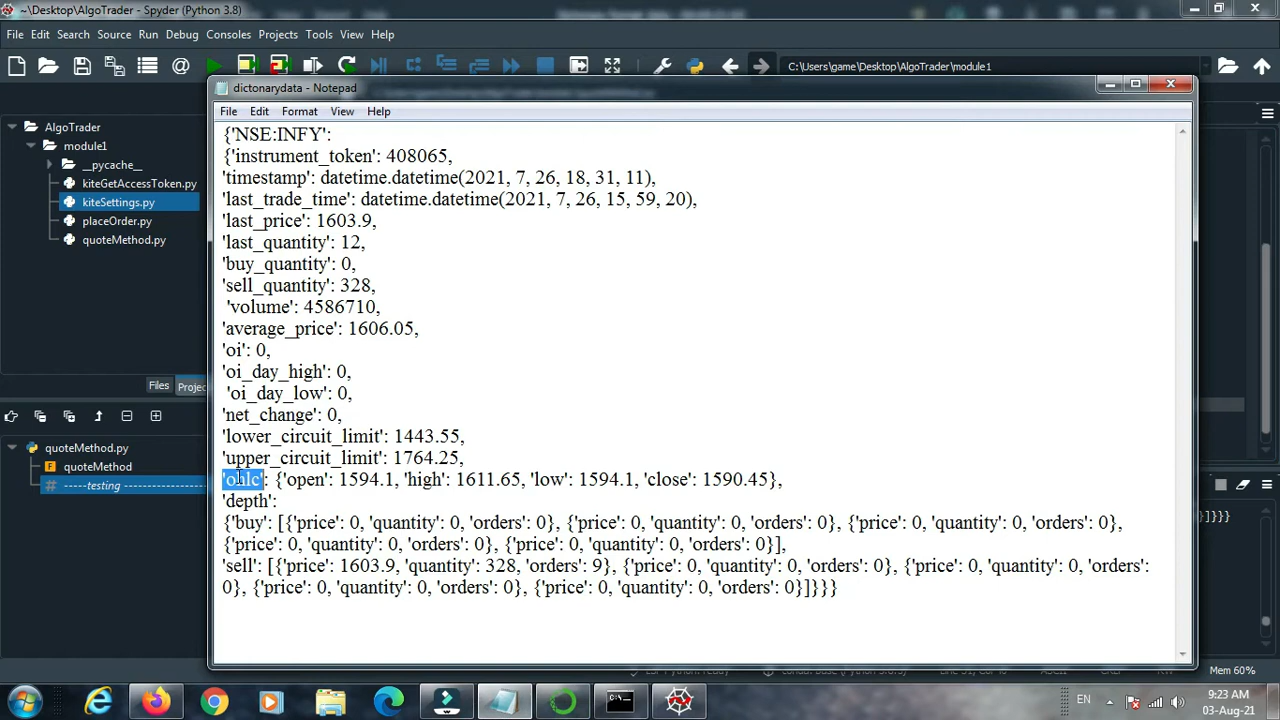 ~\Desktop\AlgoTrader - Spyder (Python 3.8)
File Edit Search Source Run Debug Consoles Projects Tools View Help
C:\Users\game\Desktop\AlgoTrader\module1
dictonarydata - Notepad
File Edit Format View Help
AlgoTrader
module1
__pycache__
kiteGetAccessToken.py
kiteSettings.py
placeOrder.py
quoteMethod.py
Files
quoteMethod.py
quoteMethod
-----testing ----------------
{'NSE:INFY':
{'instrument_token': 408065,
'timestamp': datetime.datetime(2021, 7, 26, 18, 31, 11),
'last_trade_time': datetime.datetime(2021, 7, 26, 15, 59, 20),
'last_price': 1603.9,
'last_quantity': 12,
'buy_quantity': 0,
'sell_quantity': 328,
'volume': 4586710,
'average_price': 1606.05,
'oi': 0,
'oi_day_high': 0,
'oi_day_low': 0,
'net_change': 0,
'lower_circuit_limit': 1443.55,
'upper_circuit_limit': 1764.25,
'ohlc': {'open': 1594.1, 'high': 1611.65, 'low': 1594.1, 'close': 1590.45},
'depth':
{'buy': [{'price': 0, 'quantity': 0, 'orders': 0}, {'price': 0, 'quantity': 0, 'orders': 0}, {'price': 0, 'quantity': 0, 'orders': 0},
{'price': 0, 'quantity': 0, 'orders': 0}, {'price': 0, 'quantity': 0, 'orders': 0}],
'sell': [{'price': 1603.9, 'quantity': 328, 'orders': 9}, {'price': 0, 'quantity': 0, 'orders': 0}, {'price': 0, 'quantity': 0, 'orders':
0}, {'price': 0, 'quantity': 0, 'orders': 0}, {'price': 0, 'quantity': 0, 'orders': 0}]}}}
}]}}}
Mem 60%
EN
9:23 AM
03-Aug-21